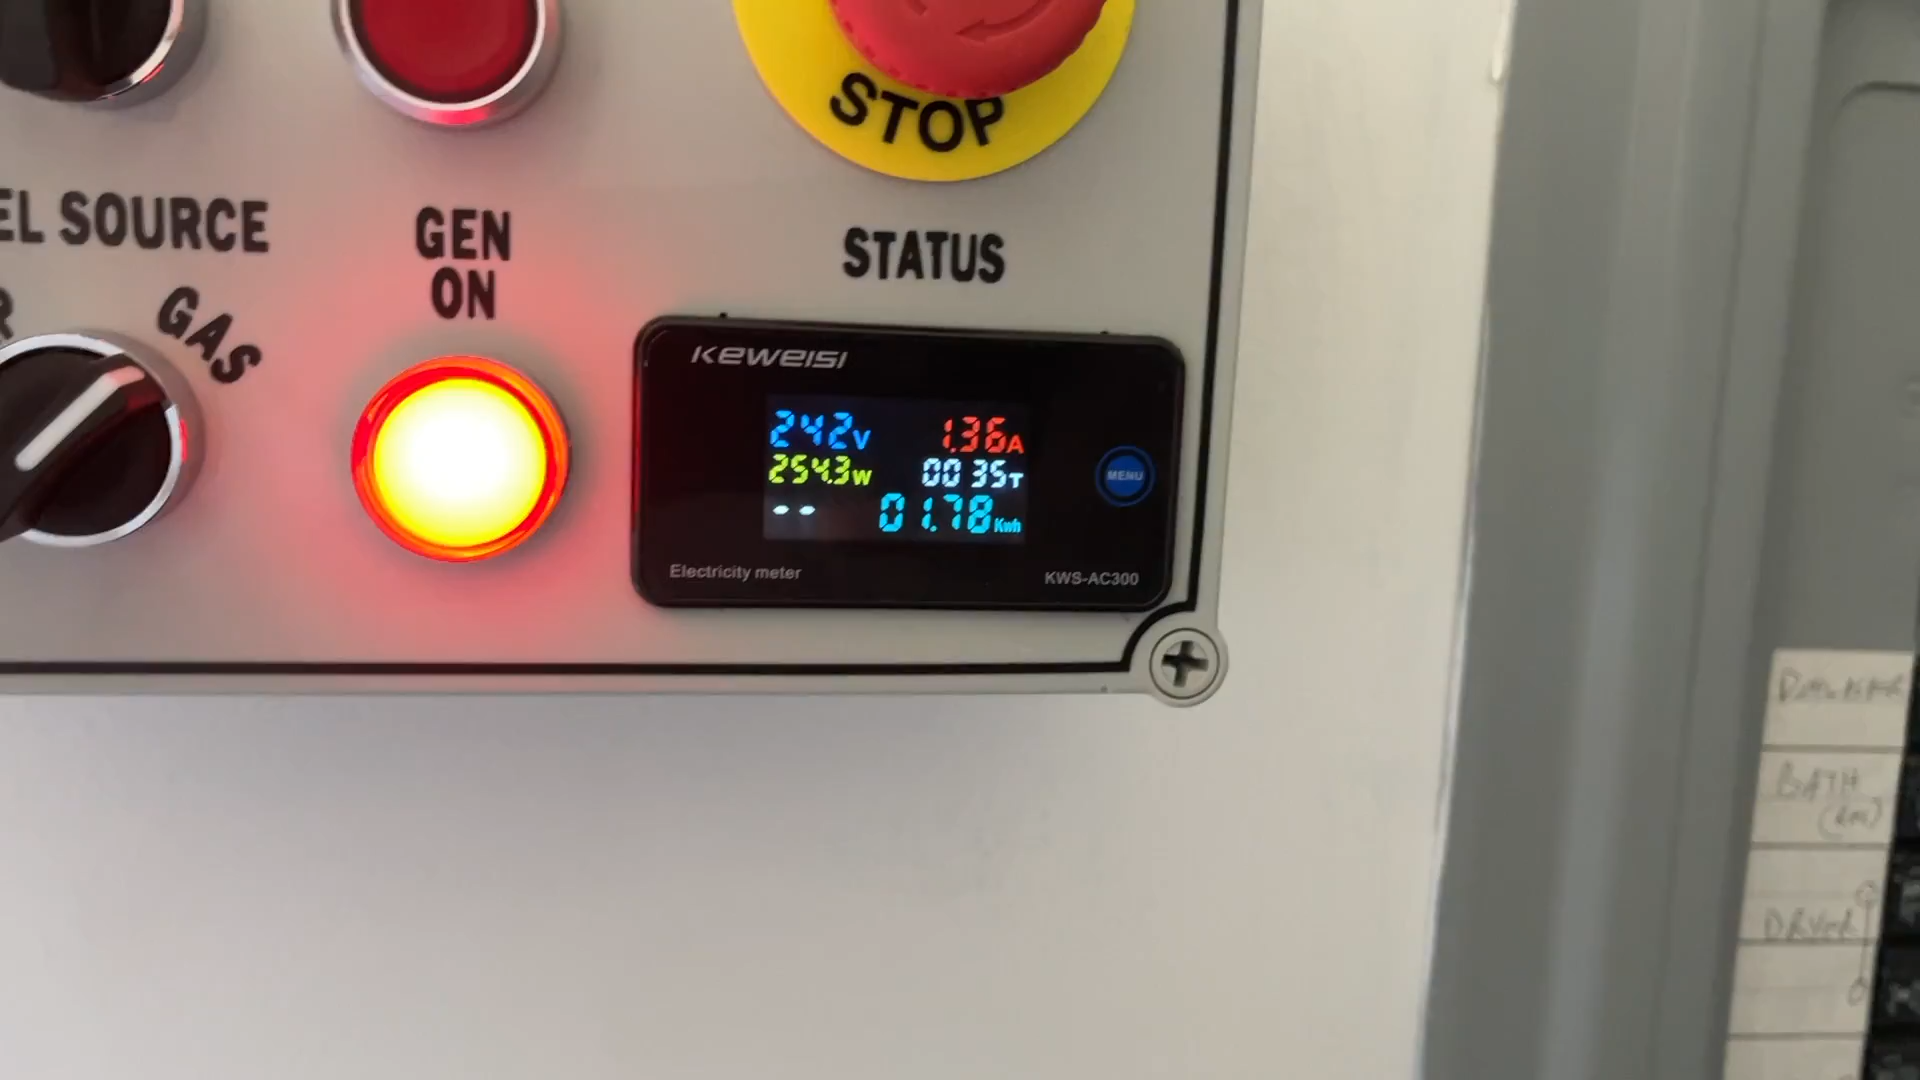 STOP
EL SOURCE
GEN
ON
STATUS
R
GAS
KEWEISI
242V
1.36A
254.3W
00 35T
--
01.78Kwh
MENU
Electricity meter
KWS-AC300
BATH
DRYER